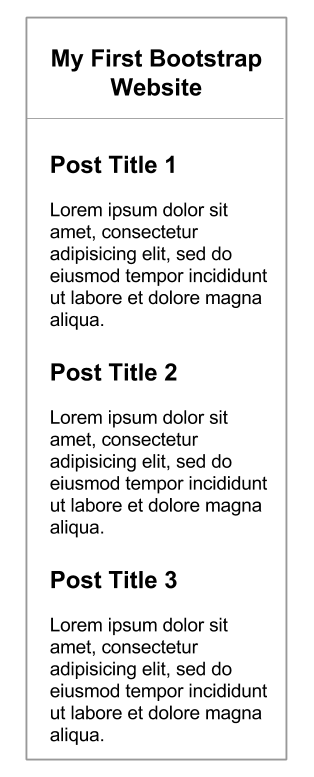 My First Bootstrap
Website
Post Title 1
Lorem ipsum dolor sit
amet, consectetur
adipisicing elit, sed do
eiusmod tempor incididunt
ut labore et dolore magna
aliqua.
Post Title 2
Lorem ipsum dolor sit
amet, consectetur
adipisicing elit, sed do
eiusmod tempor incididunt
ut labore et dolore magna
aliqua.
Post Title 3
Lorem ipsum dolor sit
amet, consectetur
adipisicing elit, sed do
eiusmod tempor incididunt
ut labore et dolore magna
aliqua.